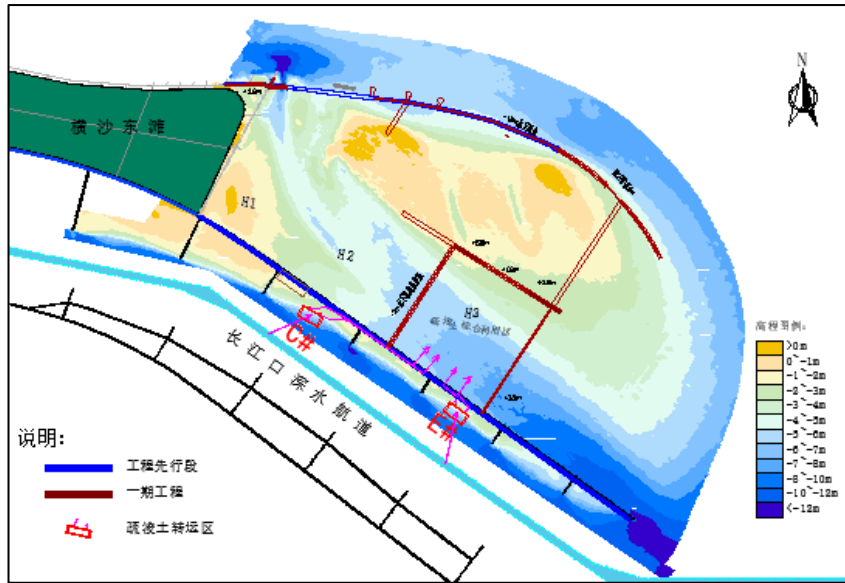 N
横沙东滩
H1
H2
H3
C#
E#
长江口深水航道
说明:
工程先行段
一期工程
疏浚土转运区
高程图例:
>0m
0~-1m
-1~-2m
-2~-3m
-3~-4m
-4~-5m
-5~-6m
-6~-7m
-7~-8m
-8~-10m
-10~-12m
<-12m